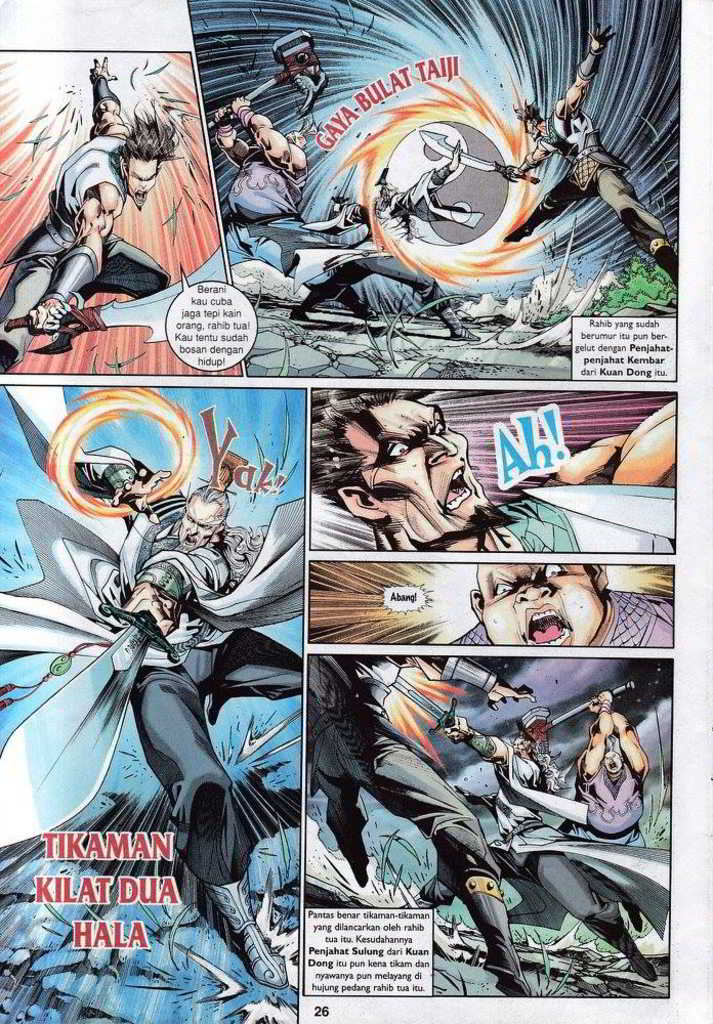 GAYA-BULAT TAIJI
Berani
kau cuba
jaga tepi kain
orang, rahib tua!
Kau tentu sudah
bosan dengan
hidup!
Rahib yang sudah
berumur itu pun ber-
gelut dengan Penjahat-
penjahat Kembar
dari Kuan Dong itu.
Yah!
TIKAMAN
KILAT DUA
HALA
Ah!
Abang!
Pantas benar tikaman-tikaman
yang dilancarkan oleh rahib
tua itu. Kesudahannya
Penjahat Sulung dari Kuan
Dong itu pun kena tikam dan
nyawanya pun melayang di
hujung pedang rahib tua itu.
26